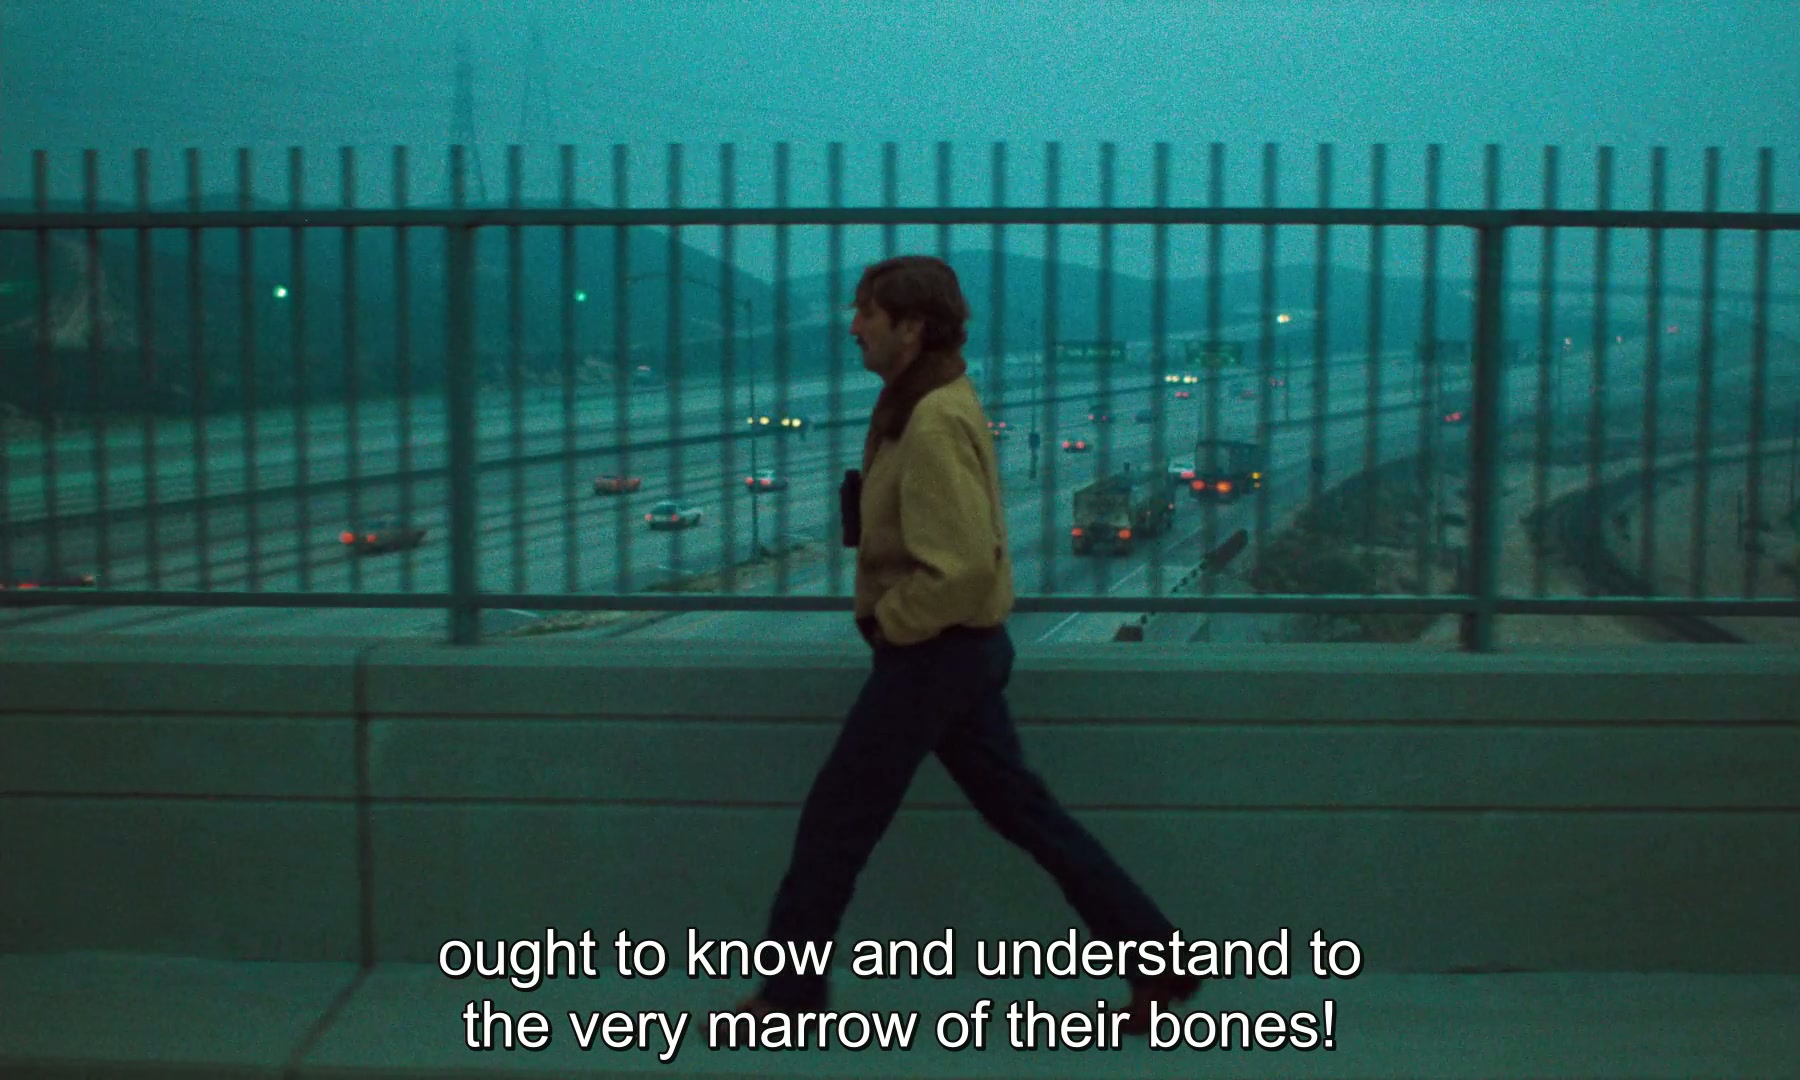 ought to know and understand to
the very marrow of their bones!